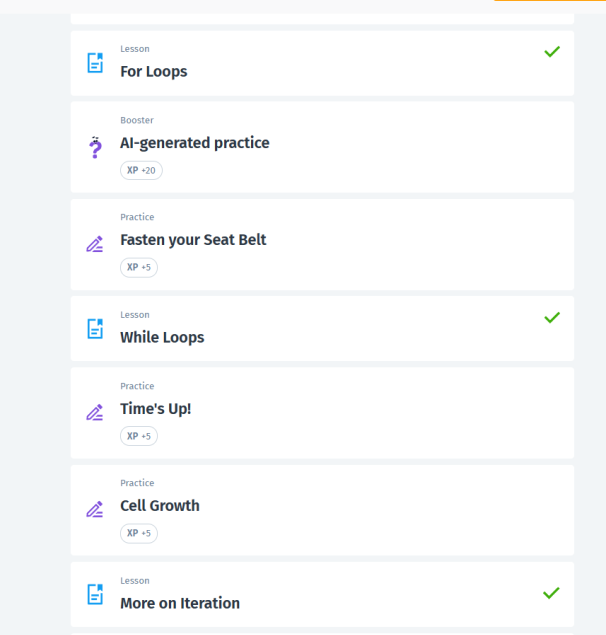 Lesson
For Loops
Booster
AI-generated practice
XP +20
Practice
Fasten your Seat Belt
XP +5
Lesson
While Loops
Practice
Time's Up!
XP +5
Practice
Cell Growth
XP +5
Lesson
More on Iteration